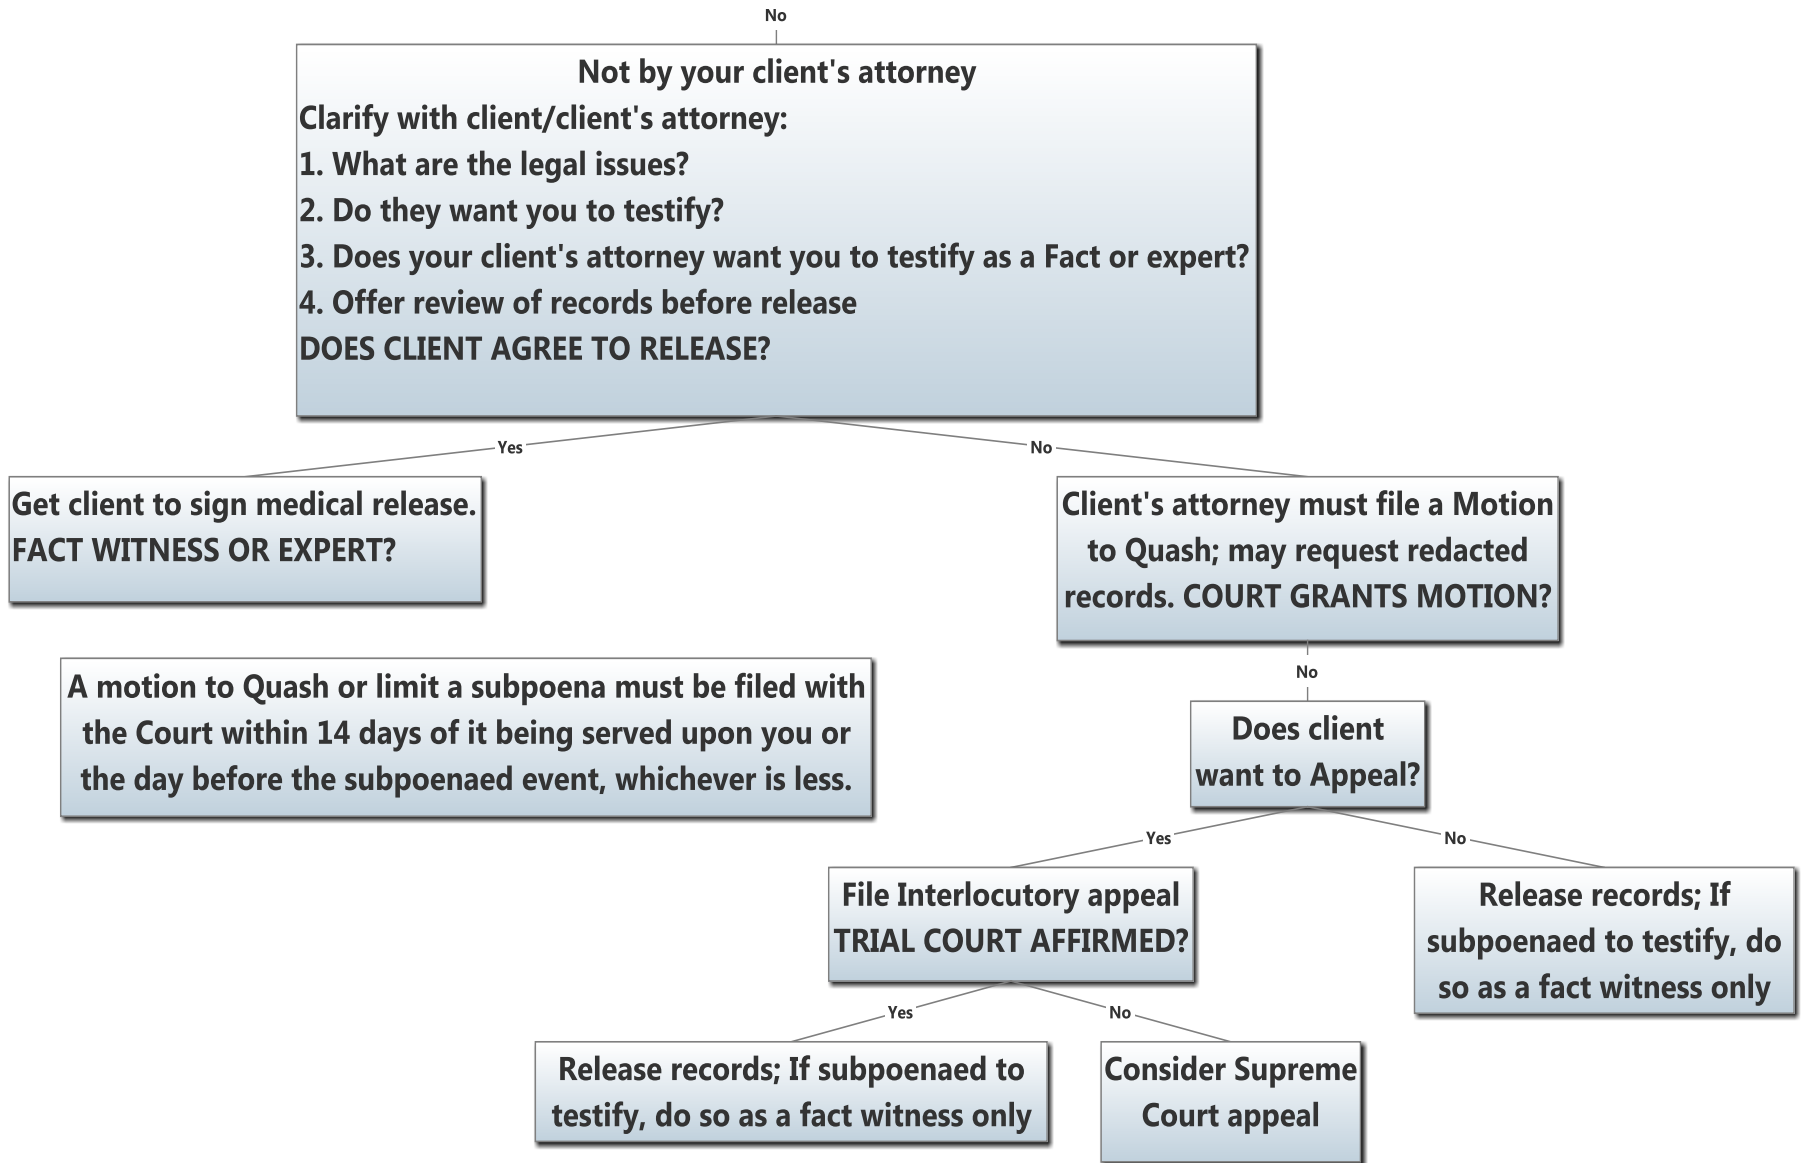 No
Not by your client's attorney
Clarify with client/client's attorney:
1. What are the legal issues?
2. Do they want you to testify?
3. Does your client's attorney want you to testify as a Fact or expert?
4. Offer review of records before release
DOES CLIENT AGREE TO RELEASE?
Yes
No
Get client to sign medical release.
FACT WITNESS OR EXPERT?
Client's attorney must file a Motion
to Quash; may request redacted
records. COURT GRANTS MOTION?
A motion to Quash or limit a subpoena must be filed with
the Court within 14 days of it being served upon you or
the day before the subpoenaed event, whichever is less.
No
Does client
want to Appeal?
Yes
No
File Interlocutory appeal
TRIAL COURT AFFIRMED?
Release records; If
subpoenaed to testify, do
so as a fact witness only
Yes
No
Release records; If subpoenaed to
testify, do so as a fact witness only
Consider Supreme
Court appeal